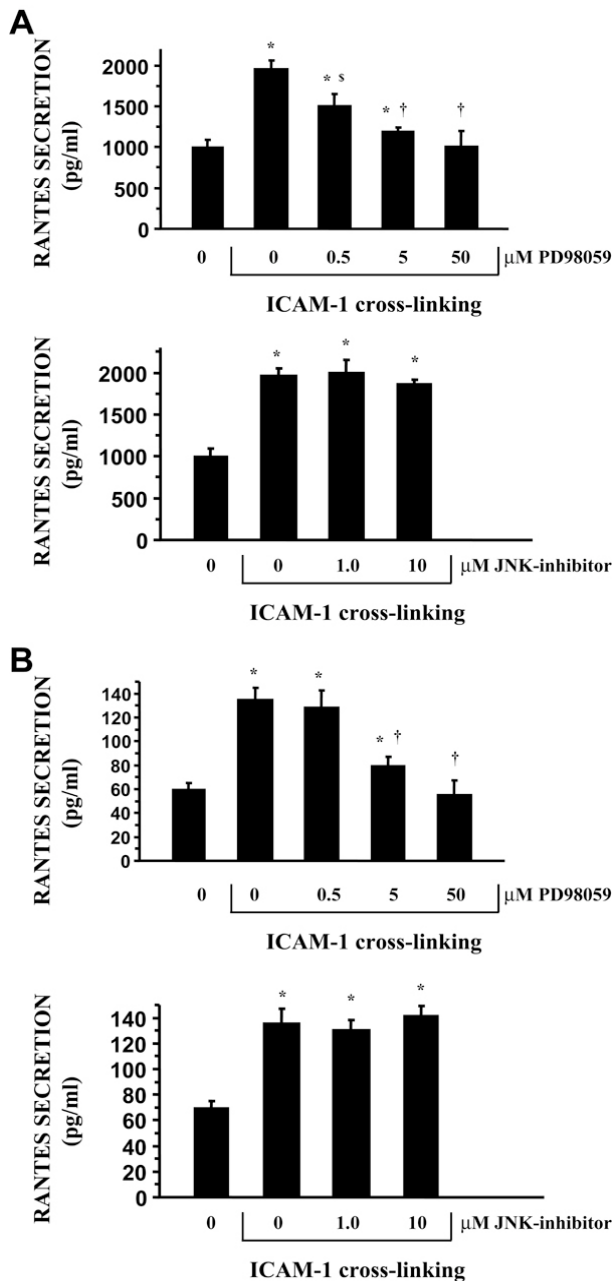 A
RANTES SECRETION
(pg/ml)
2000
1500
1000
500
0
*
* $
* †
†
0 0 0.5 5 50 μM PD98059
ICAM-1 cross-linking
RANTES SECRETION
(pg/ml)
2000
1500
1000
500
0
* * *
0 0 1.0 10 μM JNK-inhibitor
ICAM-1 cross-linking
B
RANTES SECRETION
(pg/ml)
140
120
100
80
60
40
20
0
* *
* †
†
0 0 0.5 5 50 μM PD98059
ICAM-1 cross-linking
RANTES SECRETION
(pg/ml)
140
120
100
80
60
40
20
0
* * *
0 0 1.0 10 μM JNK-inhibitor
ICAM-1 cross-linking